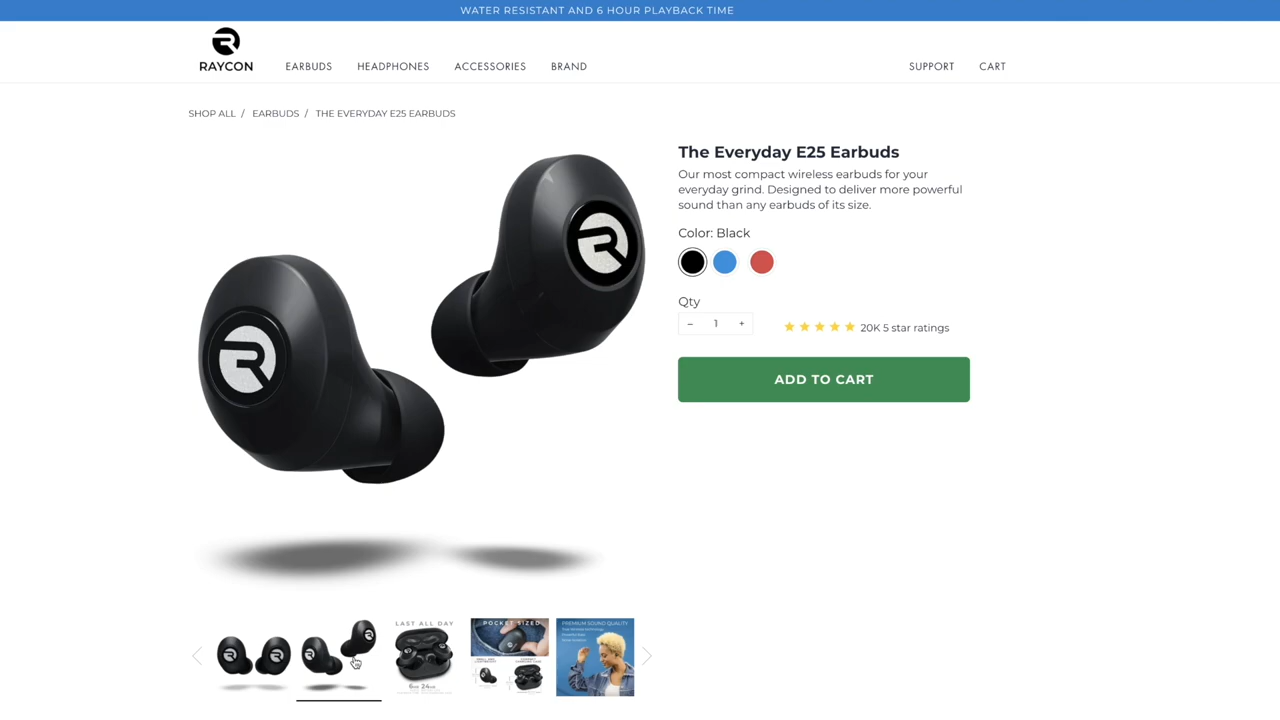 WATER RESISTANT AND 6 HOUR PLAYBACK TIME
RAYCON
EARBUDS
HEADPHONES
ACCESSORIES
BRAND
SUPPORT
CART
SHOP ALL / EARBUDS / THE EVERYDAY E25 EARBUDS
The Everyday E25 Earbuds
Our most compact wireless earbuds for your
everyday grind. Designed to deliver more powerful
sound than any earbuds of its size.
Color: Black
Qty
− 1 +
20K 5 star ratings
ADD TO CART
LAST ALL DAY
POCKET SIZED
PREMIUM SOUND QUALITY